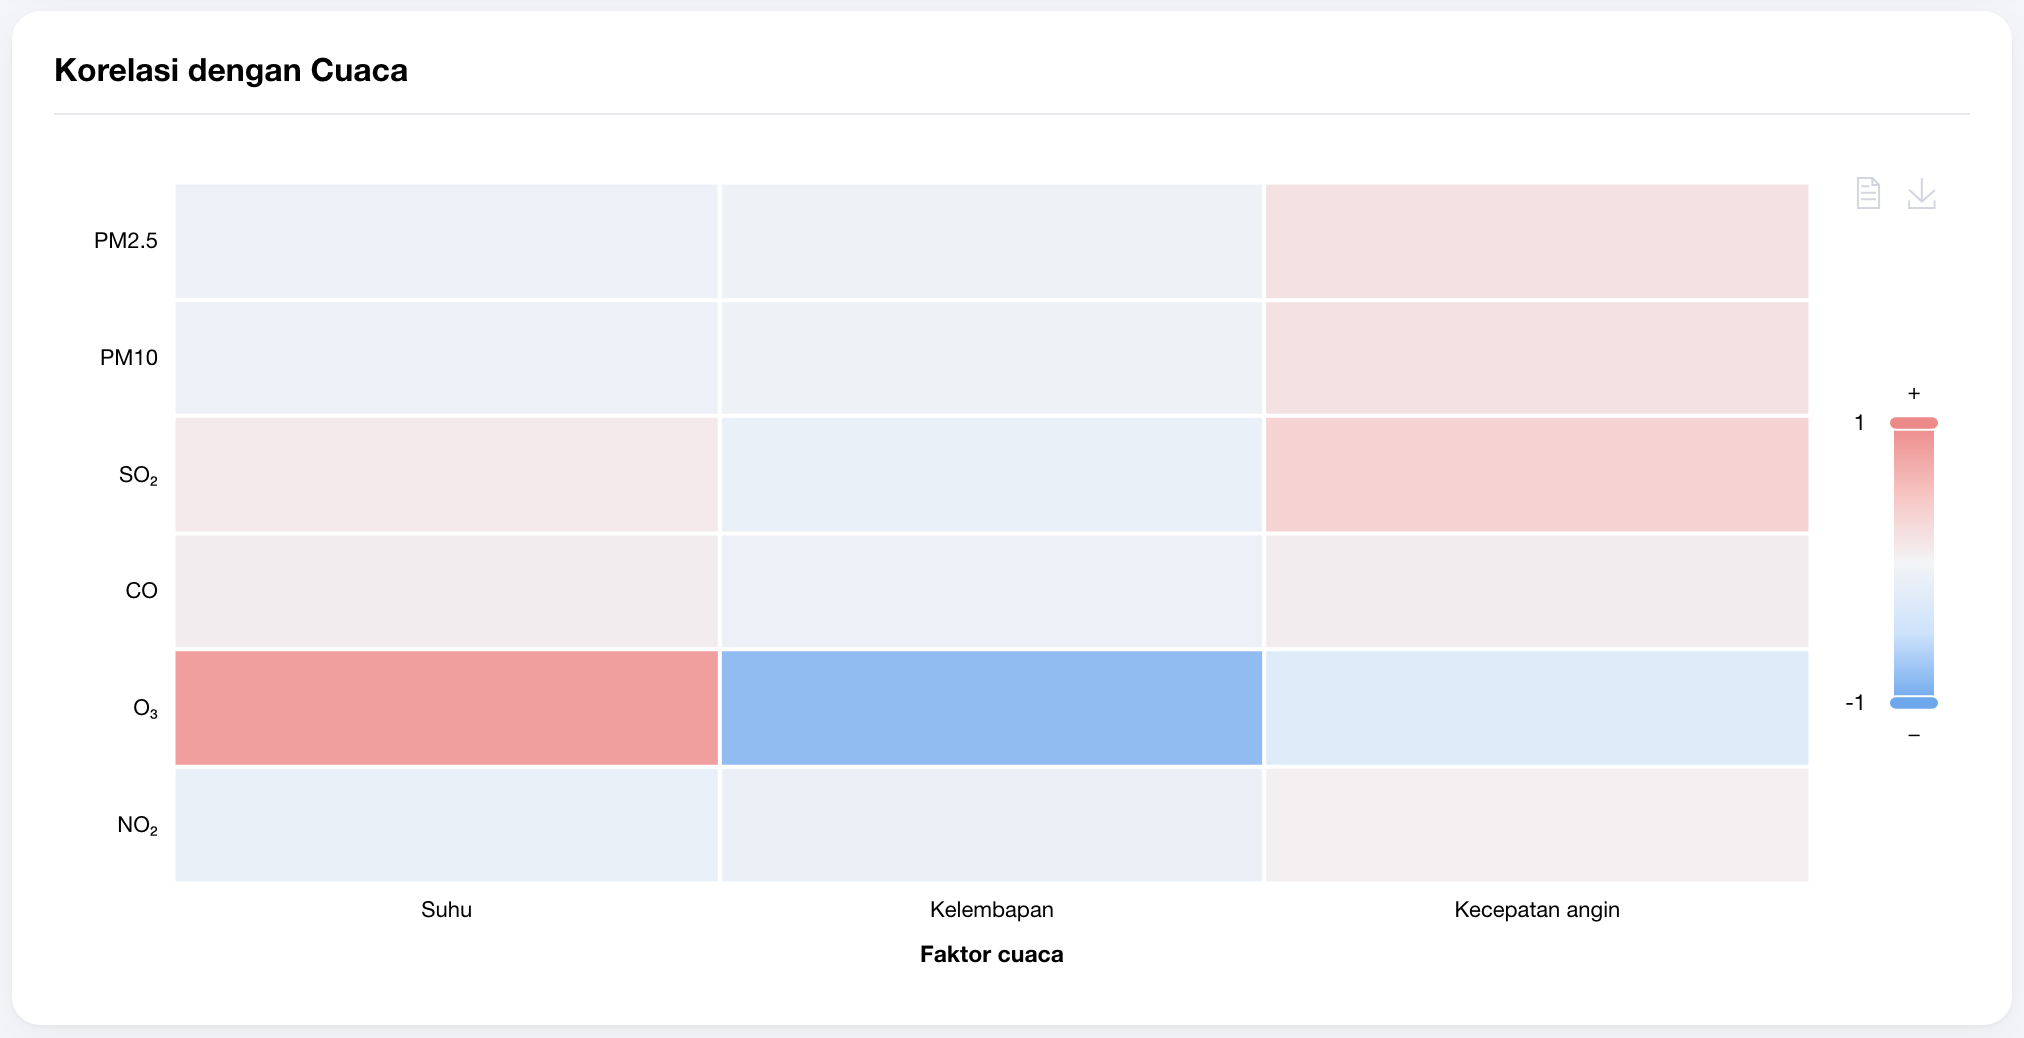 Korelasi dengan Cuaca
PM2.5
PM10
SO₂
CO
O₃
NO₂
Suhu
Kelembapan
Kecepatan angin
Faktor cuaca
+
1
-1
−